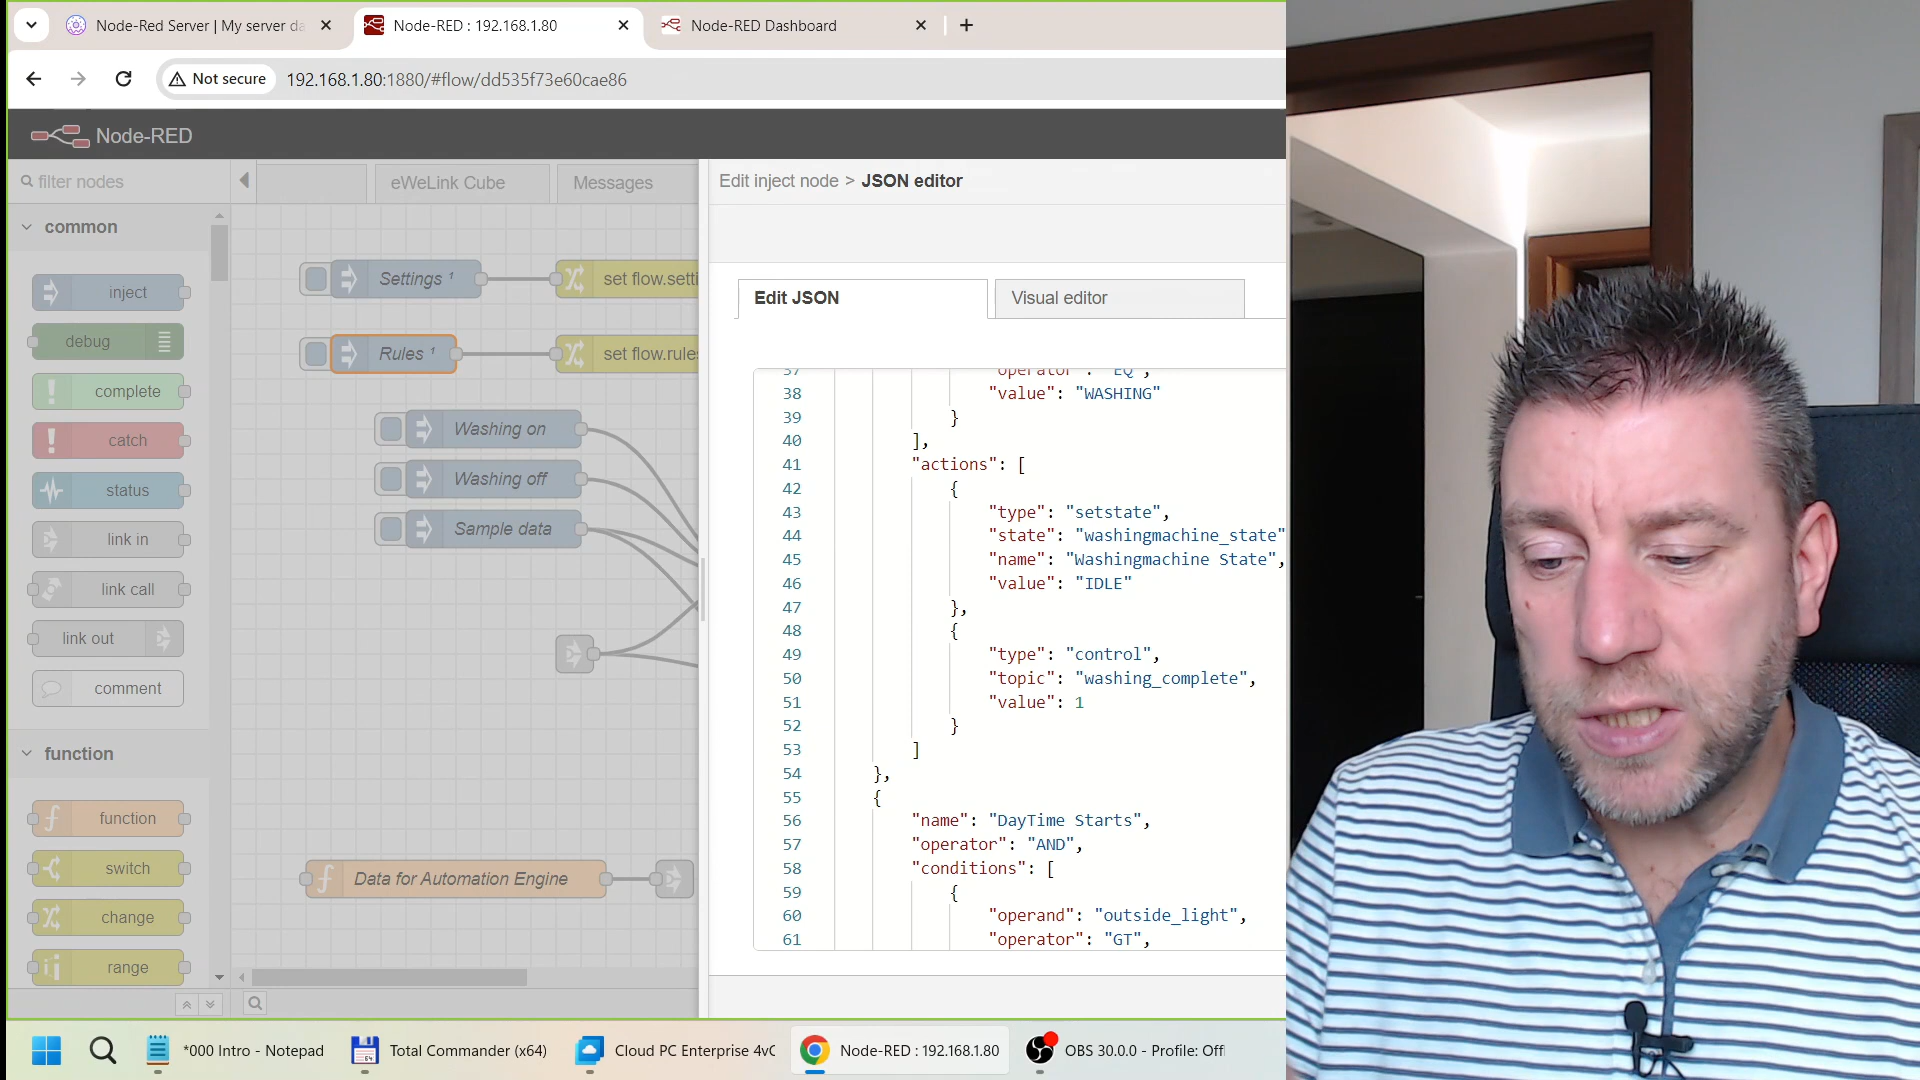 Node-Red Server | My server da
Node-RED : 192.168.1.80
Node-RED Dashboard
Not secure
192.168.1.80:1880/#flow/dd535f73e60cae86
Node-RED
filter nodes
eWeLink Cube
Messages
Edit inject node > JSON editor
common
inject
debug
complete
catch
status
link in
link call
link out
comment
function
function
switch
change
range
Settings ¹
set flow.setti
Rules ¹
set flow.rules
Washing on
Washing off
Sample data
Data for Automation Engine
Edit JSON
Visual editor
37 "operator": "EQ",
38 "value": "WASHING"
39 }
40 ],
41 "actions": [
42 {
43 "type": "setstate",
44 "state": "washingmachine_state"
45 "name": "Washingmachine State",
46 "value": "IDLE"
47 },
48 {
49 "type": "control",
50 "topic": "washing_complete",
51 "value": 1
52 }
53 ]
54 },
55 {
56 "name": "DayTime Starts",
57 "operator": "AND",
58 "conditions": [
59 {
60 "operand": "outside_light",
61 "operator": "GT",
*000 Intro - Notepad
Total Commander (x64)
Cloud PC Enterprise 4vC
Node-RED : 192.168.1.80
OBS 30.0.0 - Profile: Off